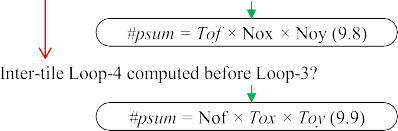 #psum = Tof × Nox × Noy (9.8)
Inter-tile Loop-4 computed before Loop-3?
#psum = Nof × Tox × Toy (9.9)